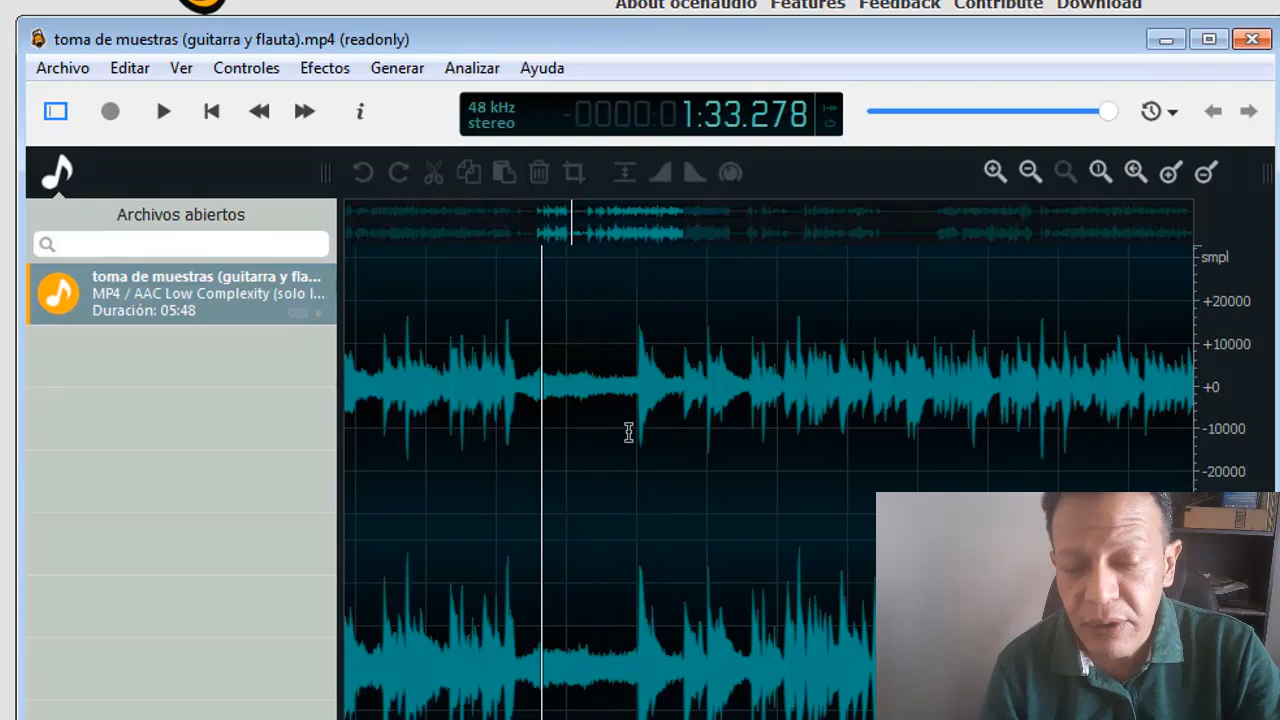 About ocenaudio Features Feedback Contribute Download
toma de muestras (guitarra y flauta).mp4 (readonly)
Archivo Editar Ver Controles Efectos Generar Analizar Ayuda
48 kHz
stereo
-0000:01:33.278
Archivos abiertos
toma de muestras (guitarra y fla...
MP4 / AAC Low Complexity (solo l...
Duración: 05:48
smpl
+20000
+10000
+0
-10000
-20000